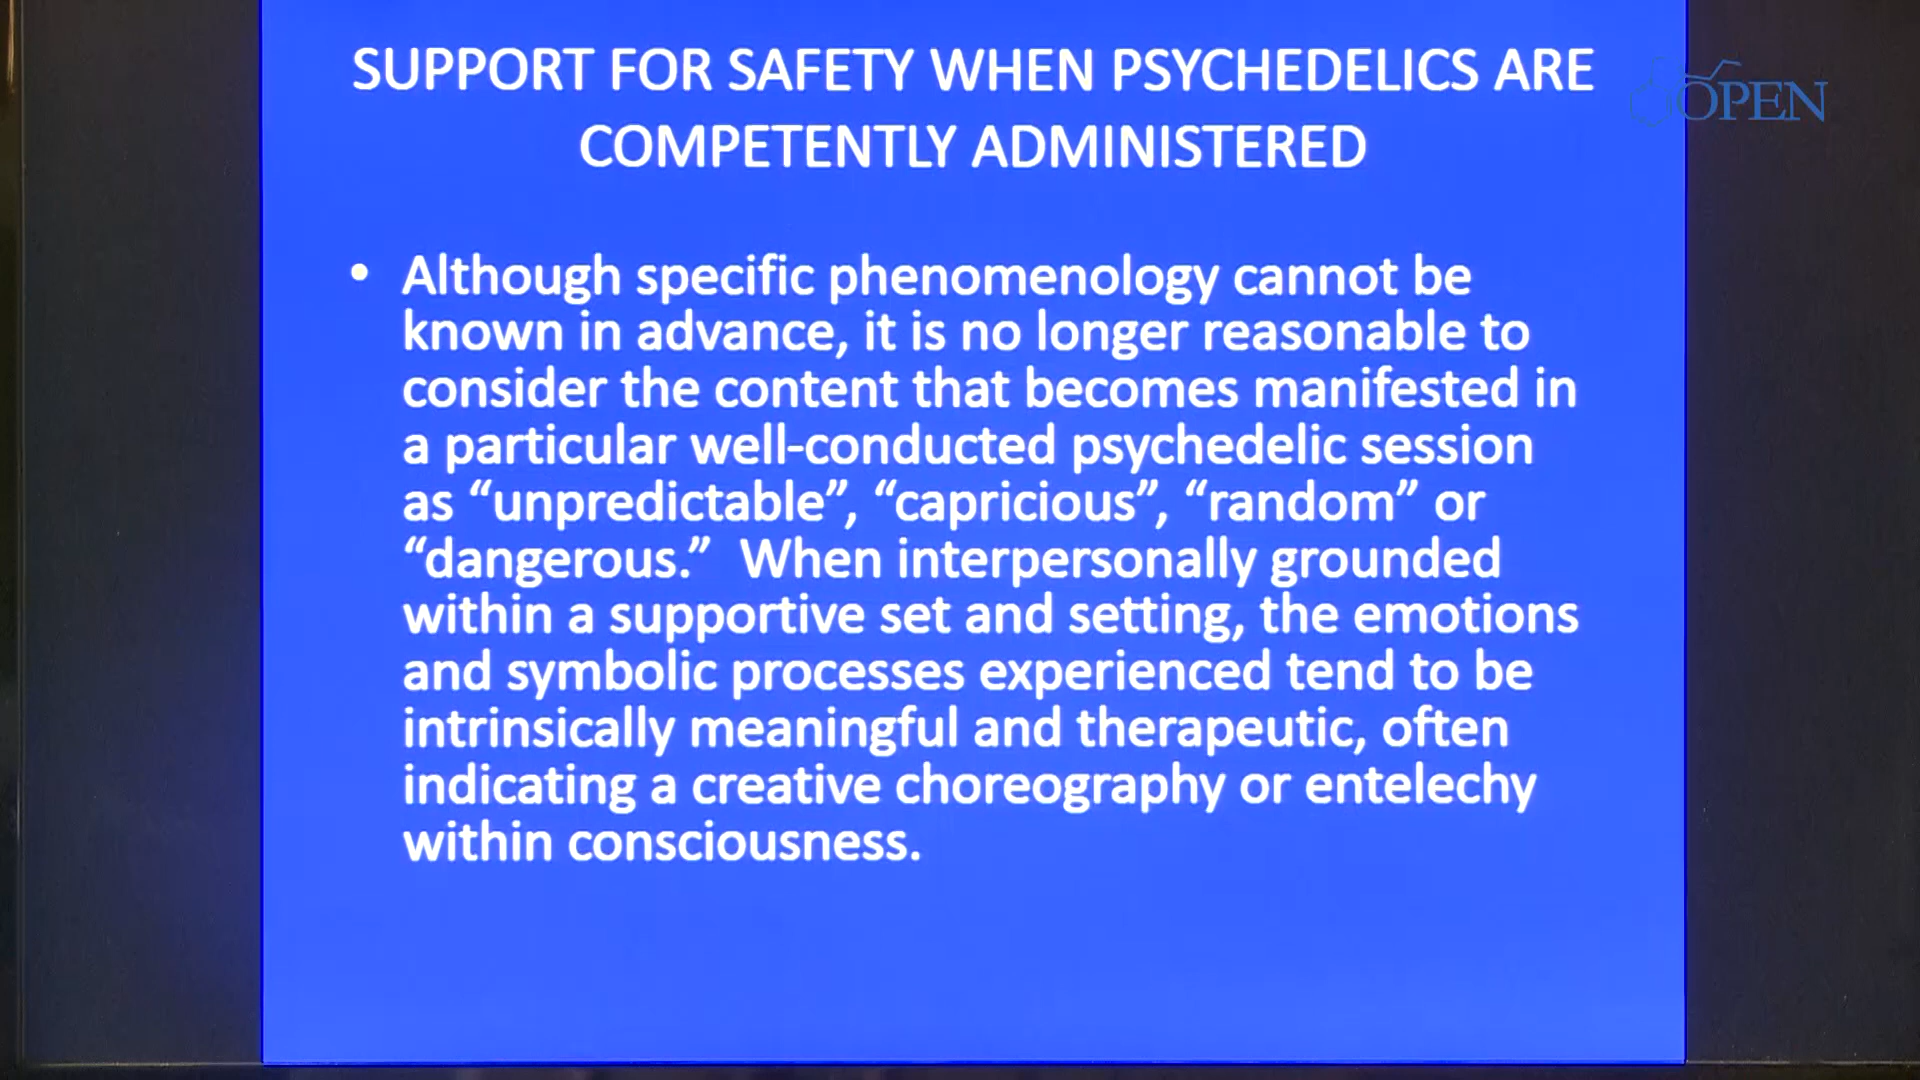 SUPPORT FOR SAFETY WHEN PSYCHEDELICS ARE
COMPETENTLY ADMINISTERED
OPEN
• Although specific phenomenology cannot be
known in advance, it is no longer reasonable to
consider the content that becomes manifested in
a particular well-conducted psychedelic session
as “unpredictable”, “capricious”, “random” or
“dangerous.”  When interpersonally grounded
within a supportive set and setting, the emotions
and symbolic processes experienced tend to be
intrinsically meaningful and therapeutic, often
indicating a creative choreography or entelechy
within consciousness.